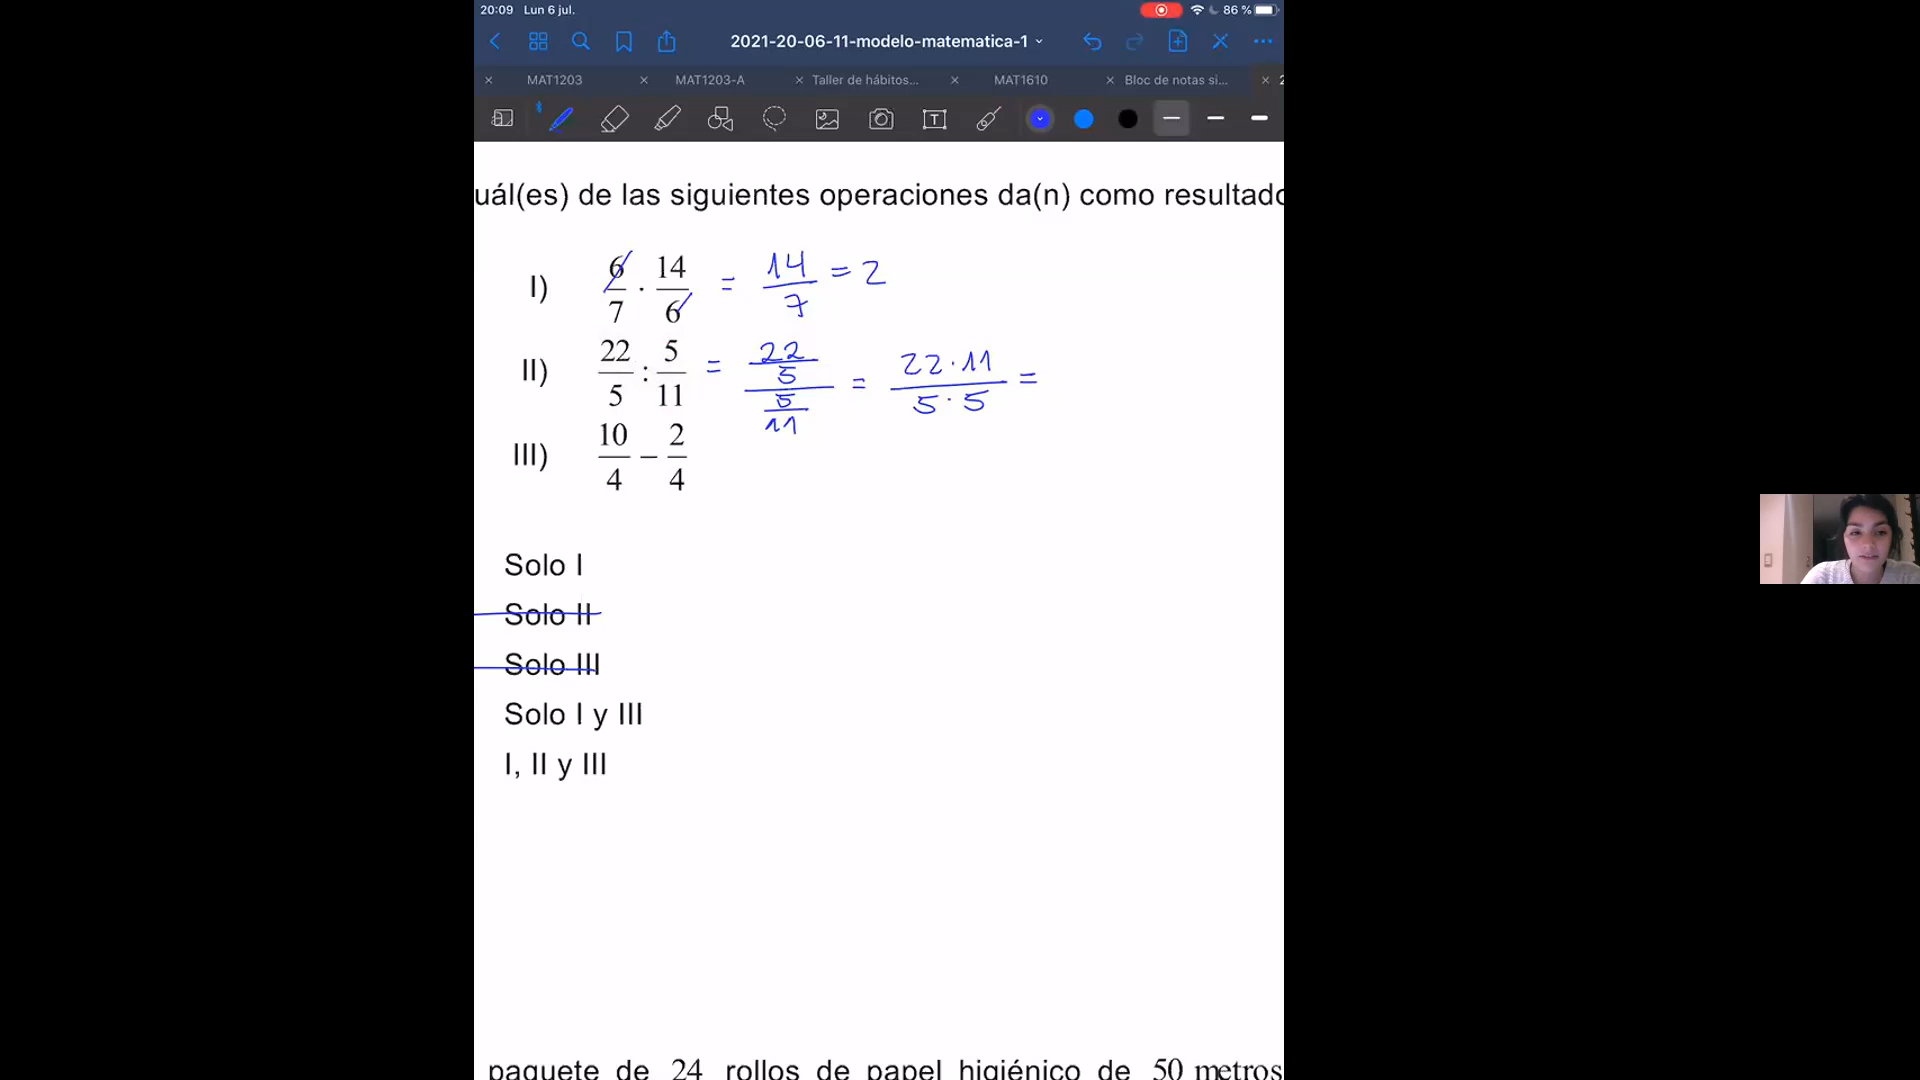 20:09 Lun 6 jul. 86 %
2021-20-06-11-modelo-matematica-1
MAT1203 MAT1203-A Taller de hábitos... MAT1610 Bloc de notas si... 2
uál(es) de las siguientes operaciones da(n) como resultado
I) 6/7 · 14/6 = 14/7 = 2
II) 22/5 : 5/11 = 22/5 / 5/11 = 22·11 / 5·5 =
III) 10/4 − 2/4
Solo I
Solo II
Solo III
Solo I y III
I, II y III
paquete de 24 rollos de papel higiénico de 50 metros